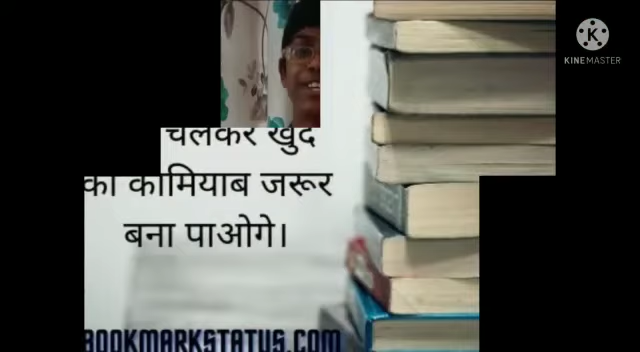 KINEMASTER
चलकर खुद
को कामियाब जरूर
बना पाओगे।
BOOKMARKSTATUS.COM